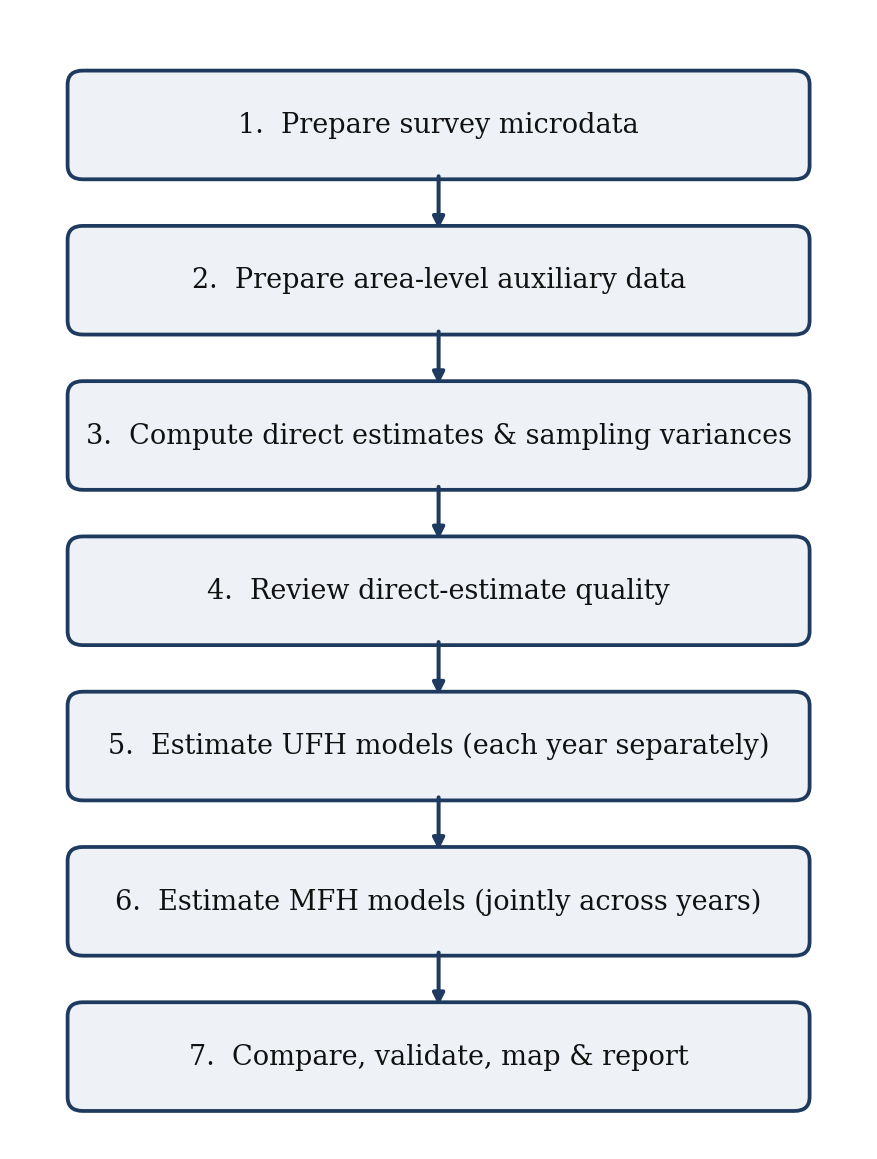 1.  Prepare survey microdata
2.  Prepare area-level auxiliary data
3.  Compute direct estimates & sampling variances
4.  Review direct-estimate quality
5.  Estimate UFH models (each year separately)
6.  Estimate MFH models (jointly across years)
7.  Compare, validate, map & report